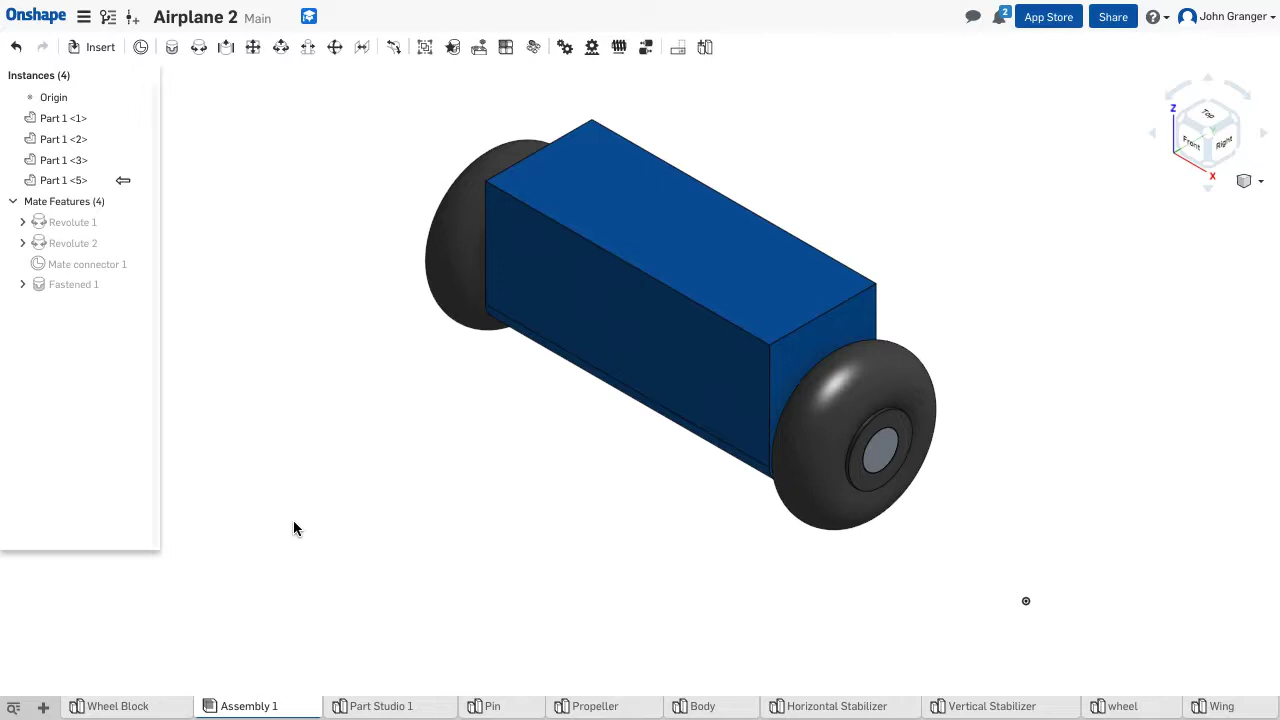 Onshape
Airplane 2 Main
2
App Store
Share
John Granger
Insert
Instances (4)
Origin
Part 1 <1>
Part 1 <2>
Part 1 <3>
Part 1 <5>
Mate Features (4)
Revolute 1
Revolute 2
Mate connector 1
Fastened 1
Z
Top
Front
Right
X
Wheel Block
Assembly 1
Part Studio 1
Pin
Propeller
Body
Horizontal Stabilizer
Vertical Stabilizer
wheel
Wing